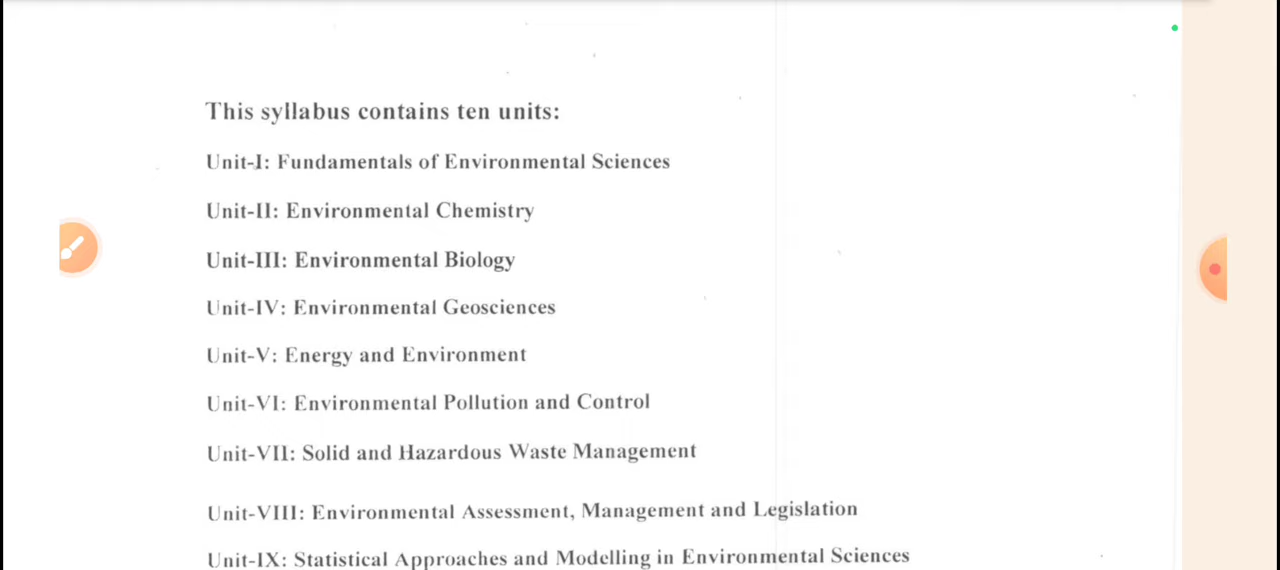 This syllabus contains ten units:
Unit-I: Fundamentals of Environmental Sciences
Unit-II: Environmental Chemistry
Unit-III: Environmental Biology
Unit-IV: Environmental Geosciences
Unit-V: Energy and Environment
Unit-VI: Environmental Pollution and Control
Unit-VII: Solid and Hazardous Waste Management
Unit-VIII: Environmental Assessment, Management and Legislation
Unit-IX: Statistical Approaches and Modelling in Environmental Sciences